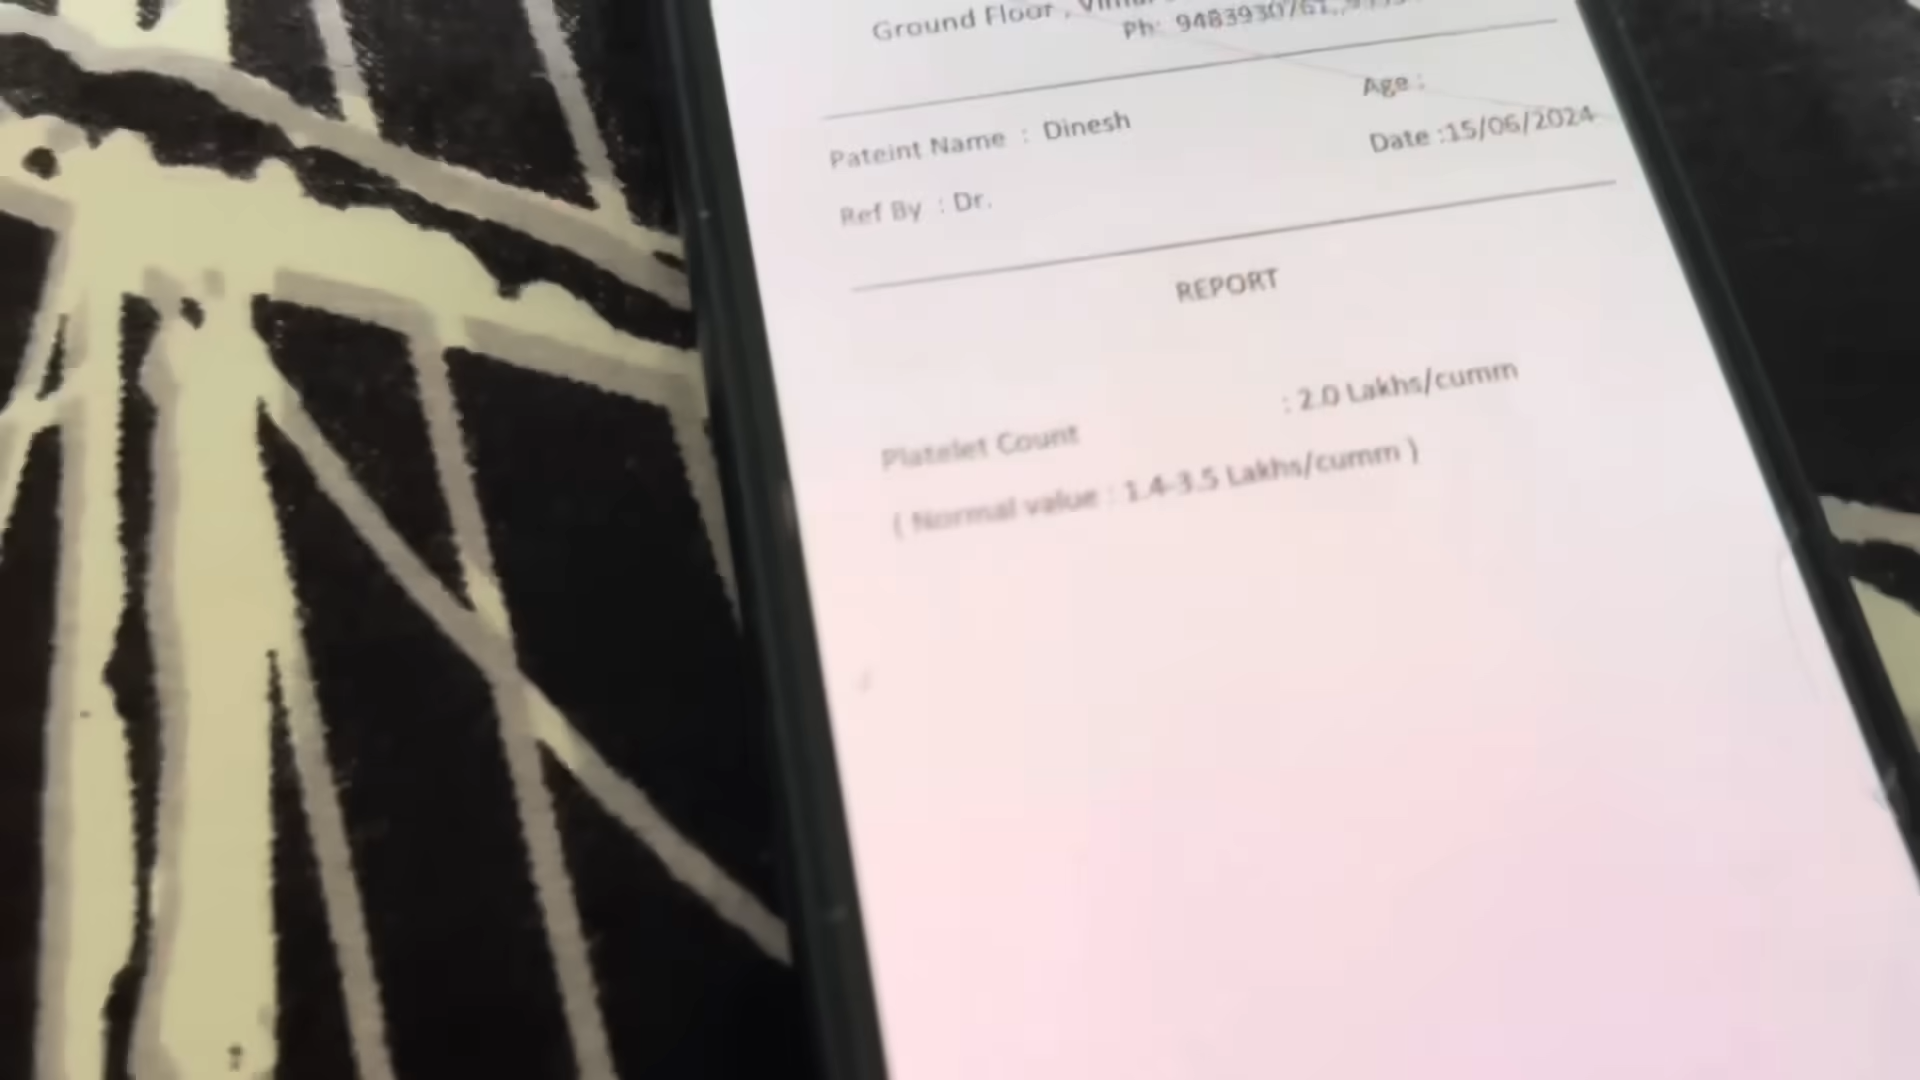 Ground Floor ,
Ph: 9483930761,
Age :
Pateint Name : Dinesh
Date :15/06/2024
Ref By : Dr.
REPORT
Platelet Count : 2.0 Lakhs/cumm
( Normal value : 1.4-3.5 Lakhs/cumm )